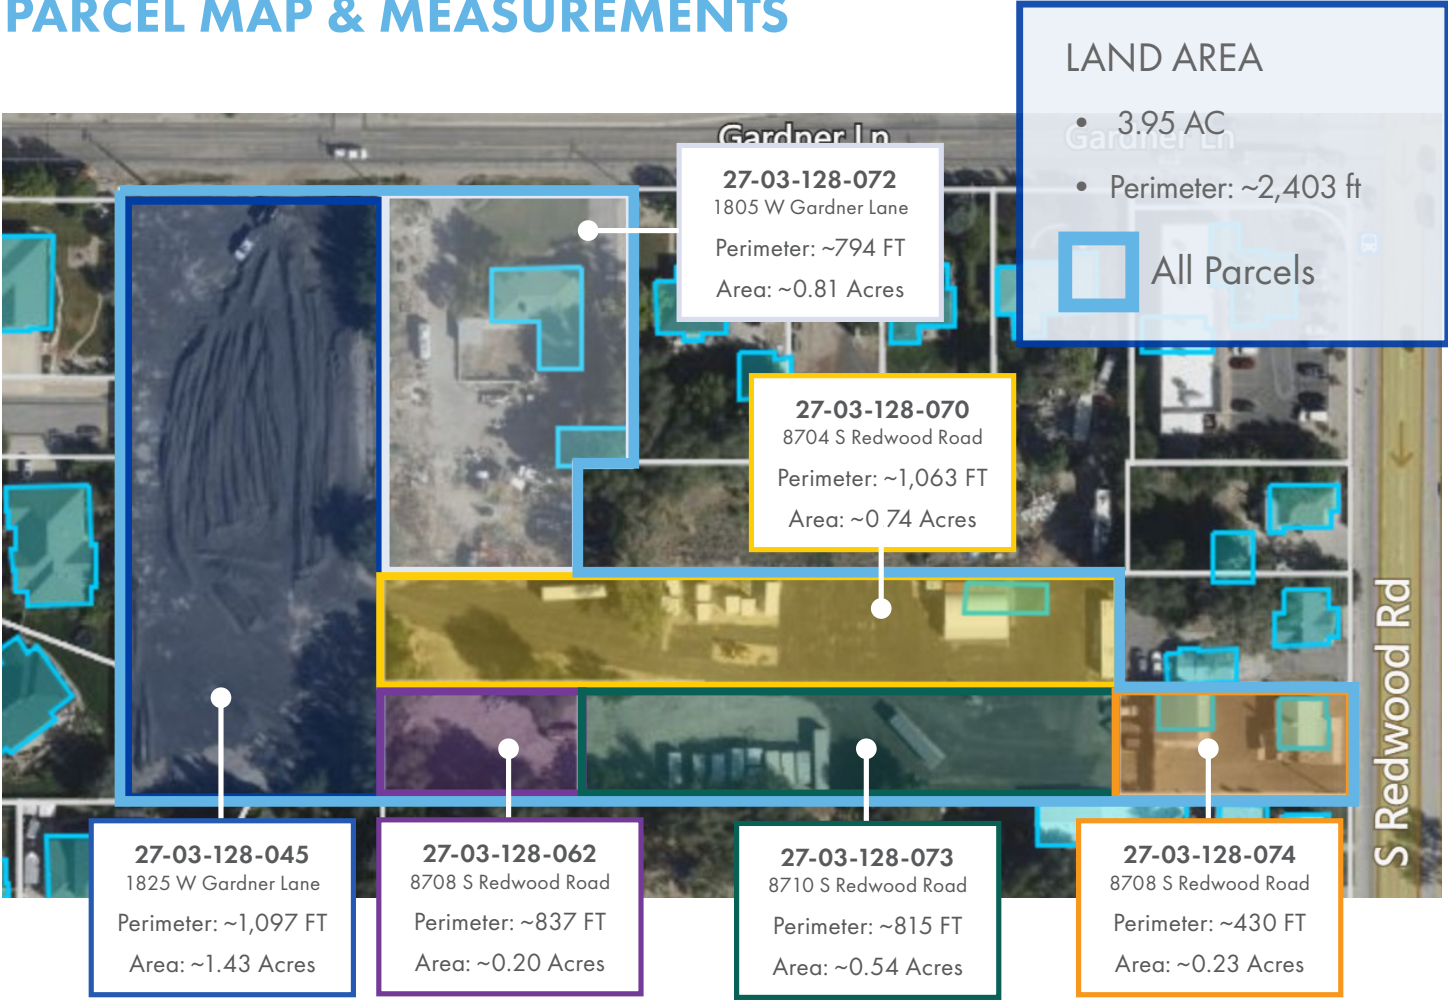 PARCEL MAP & MEASUREMENTS
LAND AREA
• 3.95 AC
• Perimeter: ~2,403 ft
All Parcels
Gardner Ln
Gardner Ln
27-03-128-072
1805 W Gardner Lane
Perimeter: ~794 FT
Area: ~0.81 Acres
27-03-128-070
8704 S Redwood Road
Perimeter: ~1,063 FT
Area: ~0.74 Acres
S Redwood Rd
27-03-128-045
1825 W Gardner Lane
Perimeter: ~1,097 FT
Area: ~1.43 Acres
27-03-128-062
8708 S Redwood Road
Perimeter: ~837 FT
Area: ~0.20 Acres
27-03-128-073
8710 S Redwood Road
Perimeter: ~815 FT
Area: ~0.54 Acres
27-03-128-074
8708 S Redwood Road
Perimeter: ~430 FT
Area: ~0.23 Acres